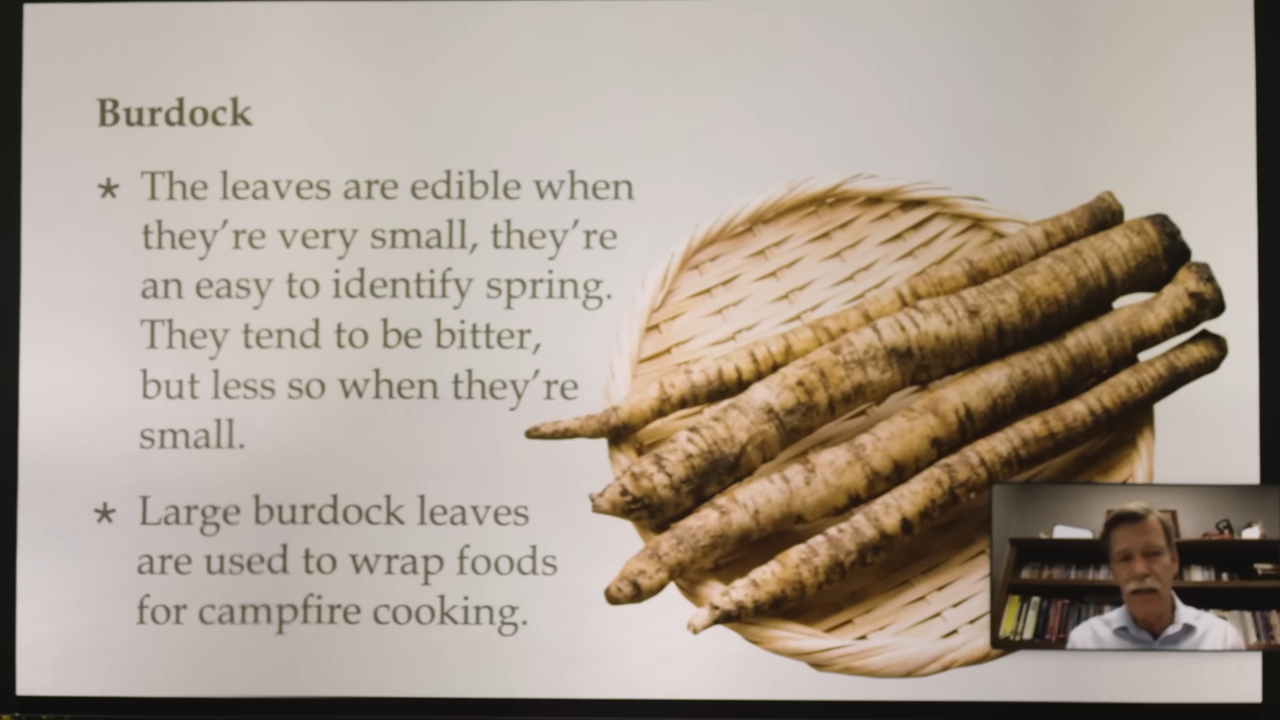 Burdock
* The leaves are edible when
they're very small, they're
an easy to identify spring.
They tend to be bitter,
but less so when they're
small.
* Large burdock leaves
are used to wrap foods
for campfire cooking.